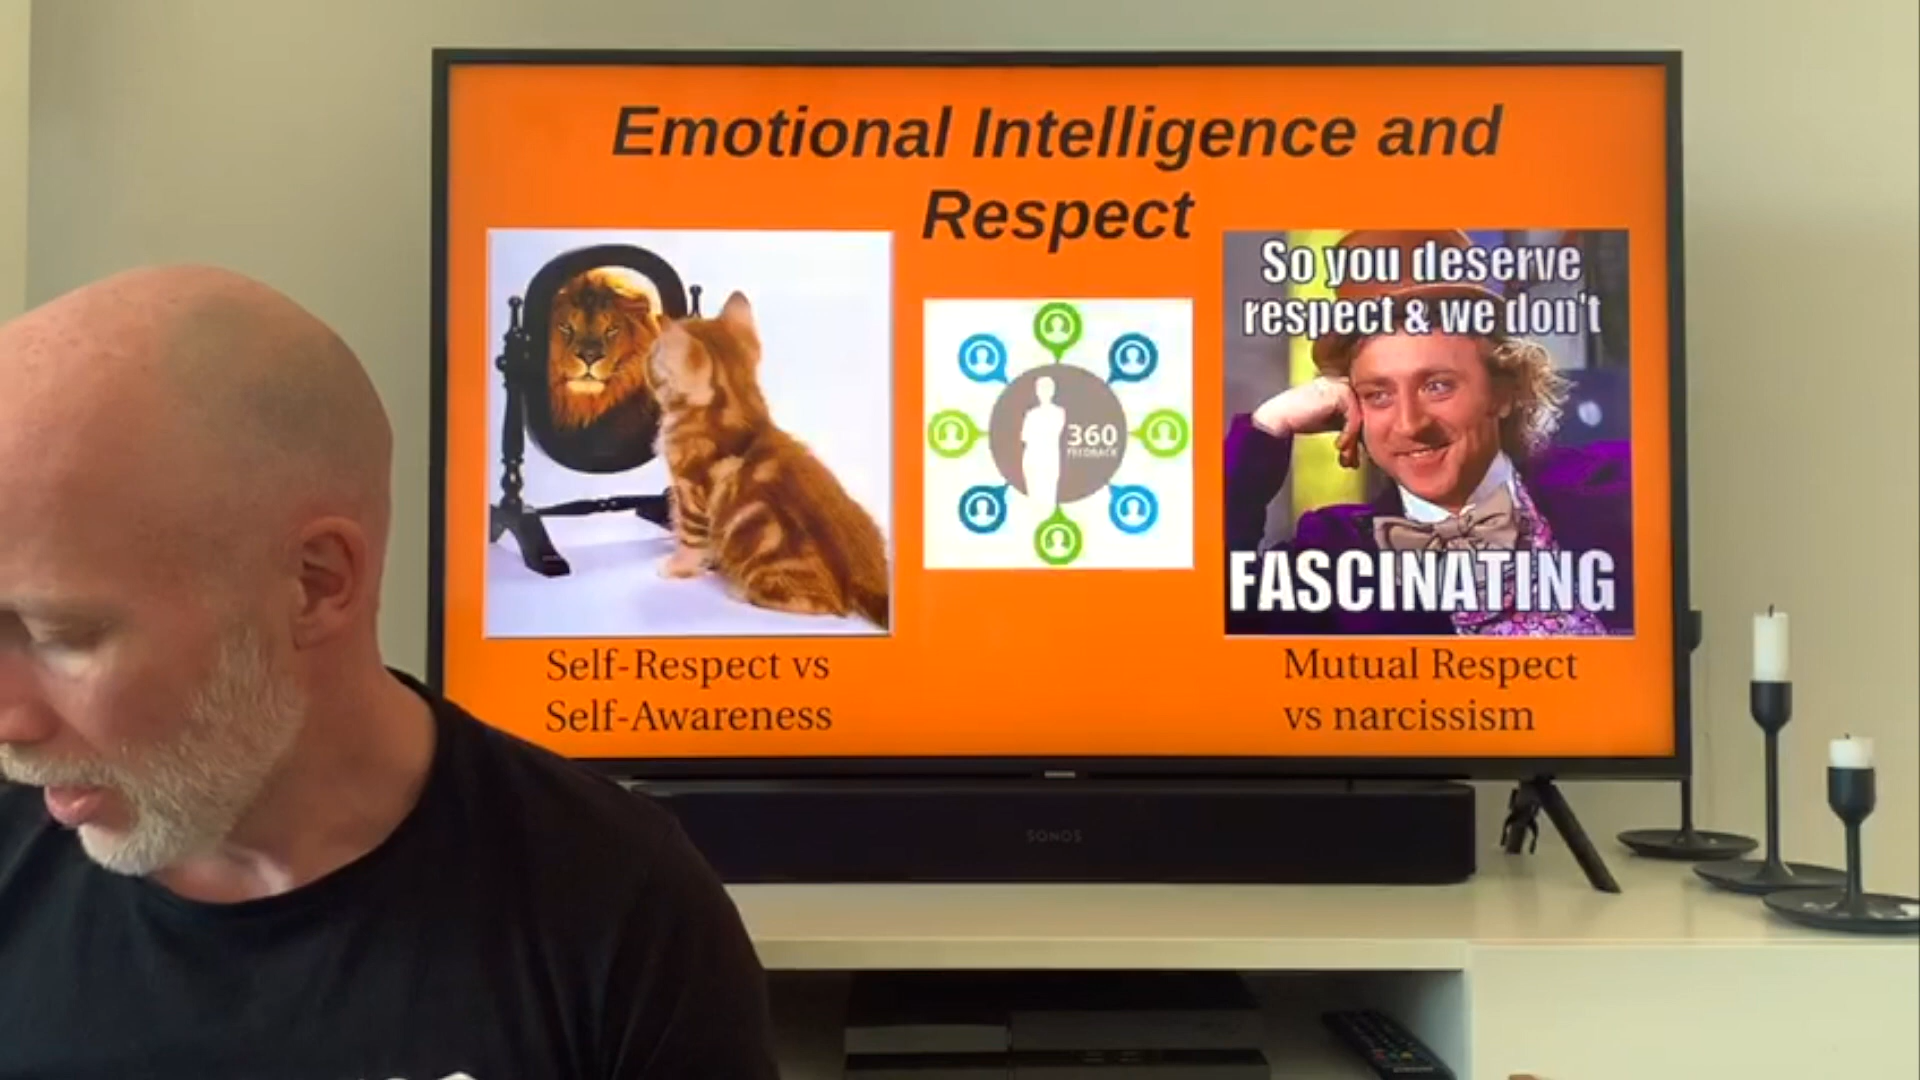 Emotional Intelligence and
Respect
So you deserve
respect & we don't
FASCINATING
360
FEEDBACK
Self-Respect vs
Self-Awareness
Mutual Respect
vs narcissism
SONOS